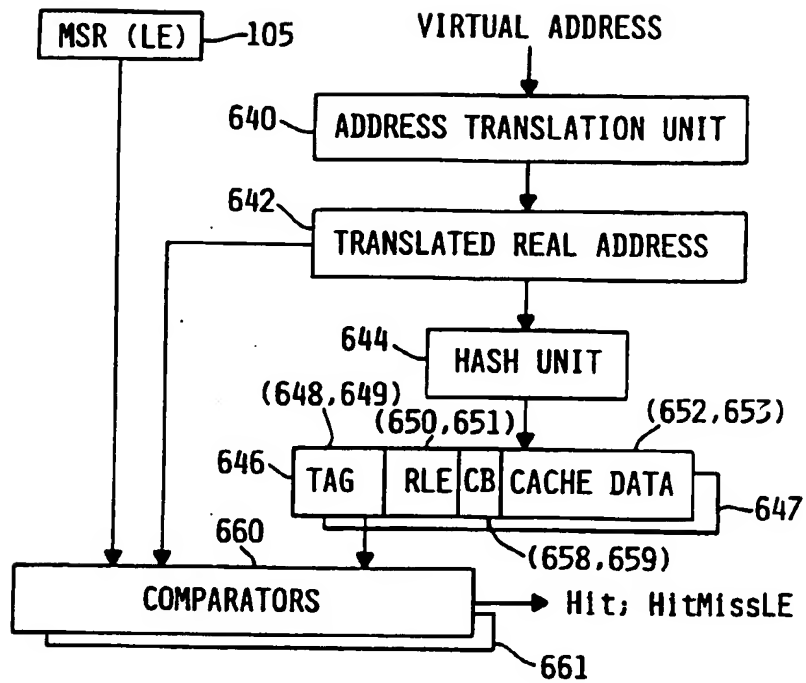 MSR (LE) 105
VIRTUAL ADDRESS
640 ADDRESS TRANSLATION UNIT
642 TRANSLATED REAL ADDRESS
644 HASH UNIT
(648,649)
(650,651)
(652,653)
646 TAG RLE CB CACHE DATA
647
(658,659)
660
COMPARATORS
Hit; HitMissLE
661